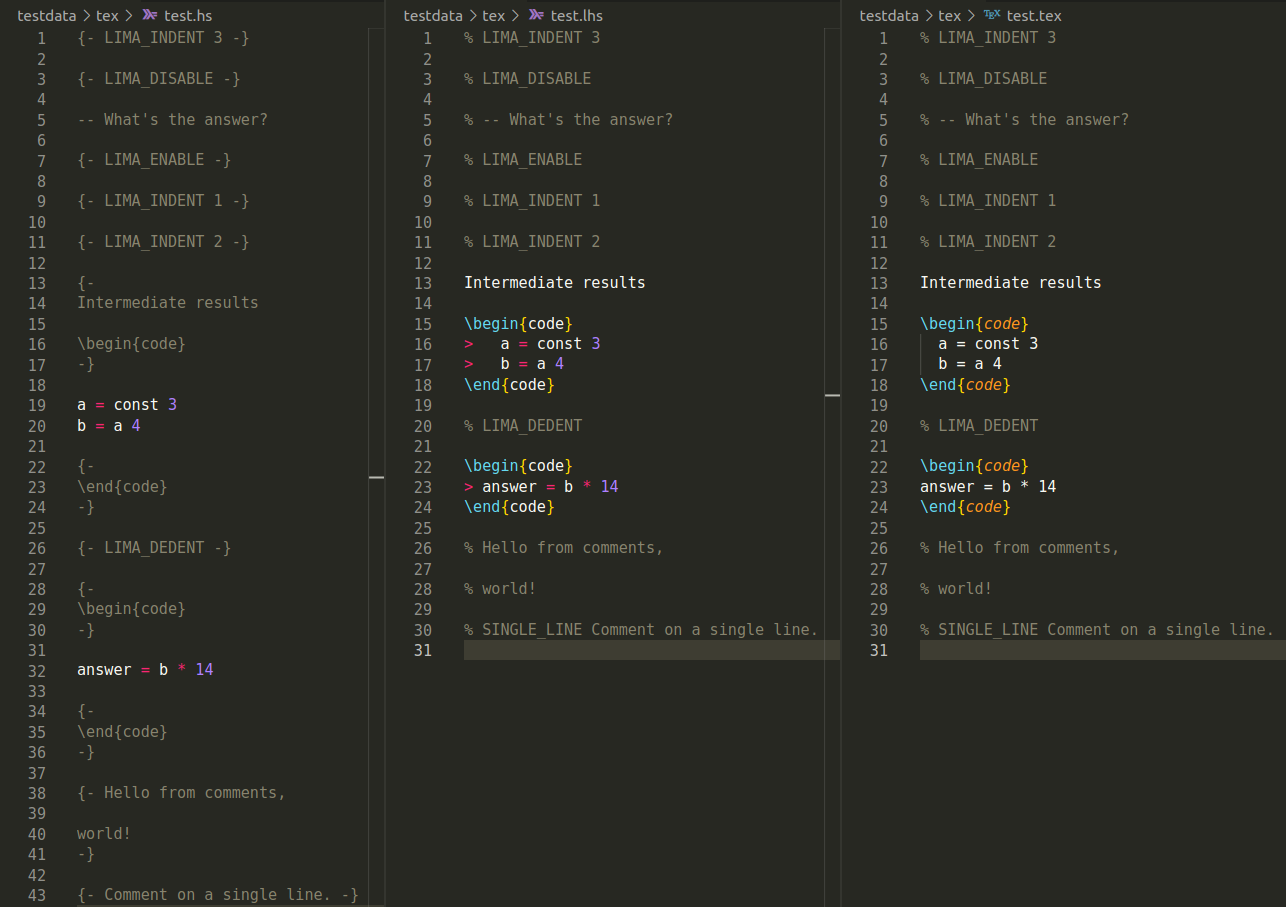 testdata > tex > test.hs
1 {- LIMA_INDENT 3 -}
2
3 {- LIMA_DISABLE -}
4
5 -- What's the answer?
6
7 {- LIMA_ENABLE -}
8
9 {- LIMA_INDENT 1 -}
10
11 {- LIMA_INDENT 2 -}
12
13 {-
14 Intermediate results
15
16 \begin{code}
17 -}
18
19 a = const 3
20 b = a 4
21
22 {-
23 \end{code}
24 -}
25
26 {- LIMA_DEDENT -}
27
28 {-
29 \begin{code}
30 -}
31
32 answer = b * 14
33
34 {-
35 \end{code}
36 -}
37
38 {- Hello from comments,
39
40 world!
41 -}
42
43 {- Comment on a single line. -}
testdata > tex > test.lhs
1 % LIMA_INDENT 3
2
3 % LIMA_DISABLE
4
5 % -- What's the answer?
6
7 % LIMA_ENABLE
8
9 % LIMA_INDENT 1
10
11 % LIMA_INDENT 2
12
13 Intermediate results
14
15 \begin{code}
16 >   a = const 3
17 >   b = a 4
18 \end{code}
19
20 % LIMA_DEDENT
21
22 \begin{code}
23 > answer = b * 14
24 \end{code}
25
26 % Hello from comments,
27
28 % world!
29
30 % SINGLE_LINE Comment on a single line.
31
testdata > tex > TEX test.tex
1 % LIMA_INDENT 3
2
3 % LIMA_DISABLE
4
5 % -- What's the answer?
6
7 % LIMA_ENABLE
8
9 % LIMA_INDENT 1
10
11 % LIMA_INDENT 2
12
13 Intermediate results
14
15 \begin{code}
16   a = const 3
17   b = a 4
18 \end{code}
19
20 % LIMA_DEDENT
21
22 \begin{code}
23 answer = b * 14
24 \end{code}
25
26 % Hello from comments,
27
28 % world!
29
30 % SINGLE_LINE Comment on a single line.
31